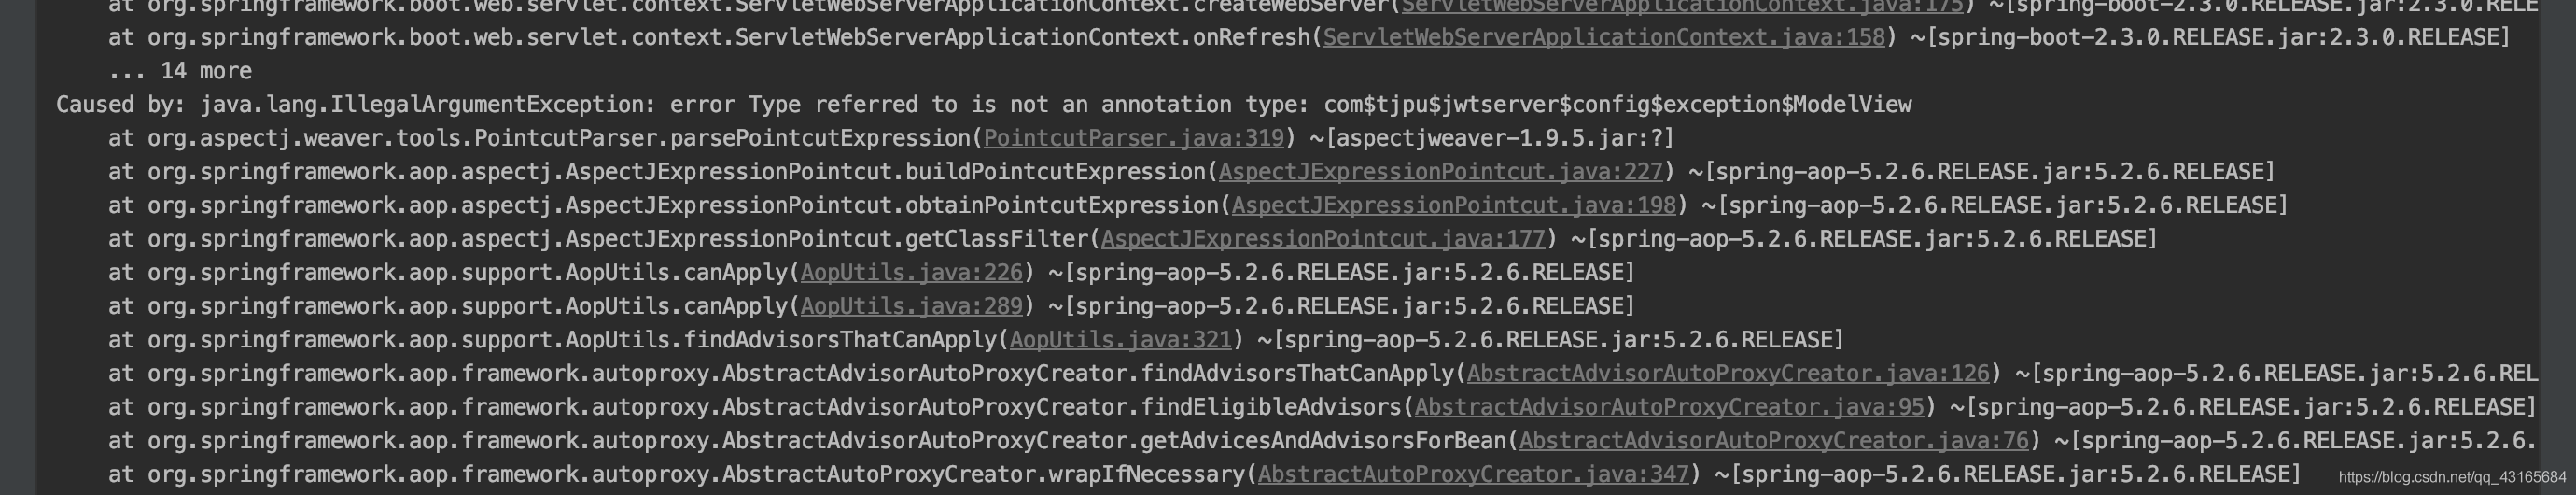 at org.springframework.boot.web.servlet.context.ServletWebServerApplicationContext.createWebServer(ServletWebServerApplicationContext.java:175) ~[spring-boot-2.3.0.RELEASE.jar:2.3.0.RELE
at org.springframework.boot.web.servlet.context.ServletWebServerApplicationContext.onRefresh(ServletWebServerApplicationContext.java:158) ~[spring-boot-2.3.0.RELEASE.jar:2.3.0.RELEASE]
... 14 more
Caused by: java.lang.IllegalArgumentException: error Type referred to is not an annotation type: com$tjpu$jwtserver$config$exception$ModelView
at org.aspectj.weaver.tools.PointcutParser.parsePointcutExpression(PointcutParser.java:319) ~[aspectjweaver-1.9.5.jar:?]
at org.springframework.aop.aspectj.AspectJExpressionPointcut.buildPointcutExpression(AspectJExpressionPointcut.java:227) ~[spring-aop-5.2.6.RELEASE.jar:5.2.6.RELEASE]
at org.springframework.aop.aspectj.AspectJExpressionPointcut.obtainPointcutExpression(AspectJExpressionPointcut.java:198) ~[spring-aop-5.2.6.RELEASE.jar:5.2.6.RELEASE]
at org.springframework.aop.aspectj.AspectJExpressionPointcut.getClassFilter(AspectJExpressionPointcut.java:177) ~[spring-aop-5.2.6.RELEASE.jar:5.2.6.RELEASE]
at org.springframework.aop.support.AopUtils.canApply(AopUtils.java:226) ~[spring-aop-5.2.6.RELEASE.jar:5.2.6.RELEASE]
at org.springframework.aop.support.AopUtils.canApply(AopUtils.java:289) ~[spring-aop-5.2.6.RELEASE.jar:5.2.6.RELEASE]
at org.springframework.aop.support.AopUtils.findAdvisorsThatCanApply(AopUtils.java:321) ~[spring-aop-5.2.6.RELEASE.jar:5.2.6.RELEASE]
at org.springframework.aop.framework.autoproxy.AbstractAdvisorAutoProxyCreator.findAdvisorsThatCanApply(AbstractAdvisorAutoProxyCreator.java:126) ~[spring-aop-5.2.6.RELEASE.jar:5.2.6.REL
at org.springframework.aop.framework.autoproxy.AbstractAdvisorAutoProxyCreator.findEligibleAdvisors(AbstractAdvisorAutoProxyCreator.java:95) ~[spring-aop-5.2.6.RELEASE.jar:5.2.6.RELEASE]
at org.springframework.aop.framework.autoproxy.AbstractAdvisorAutoProxyCreator.getAdvicesAndAdvisorsForBean(AbstractAdvisorAutoProxyCreator.java:76) ~[spring-aop-5.2.6.RELEASE.jar:5.2.6.
at org.springframework.aop.framework.autoproxy.AbstractAutoProxyCreator.wrapIfNecessary(AbstractAutoProxyCreator.java:347) ~[spring-aop-5.2.6.RELEASE.jar:5.2.6.RELEASE]
https://blog.csdn.net/qq_43165684